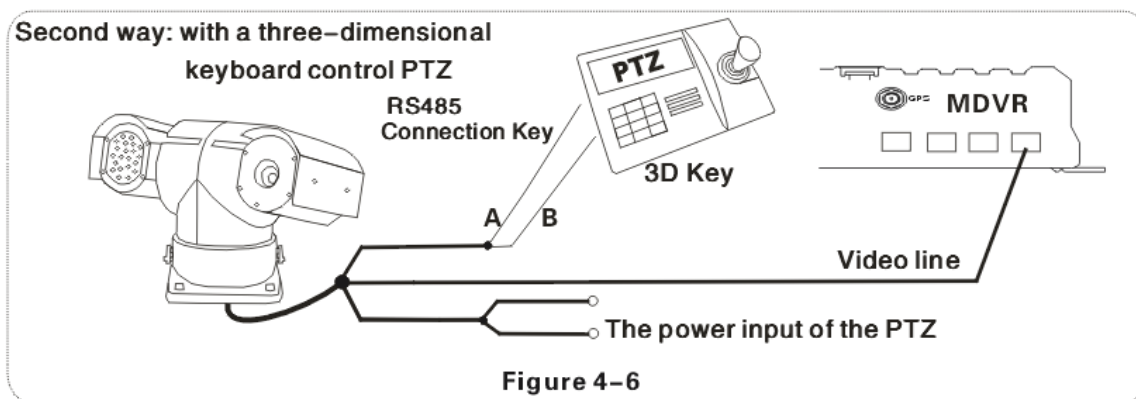 Second way: with a three-dimensional
keyboard control PTZ
RS485
Connection Key
PTZ
3D Key
A
B
GPS
MDVR
Video line
The power input of the PTZ
Figure 4-6